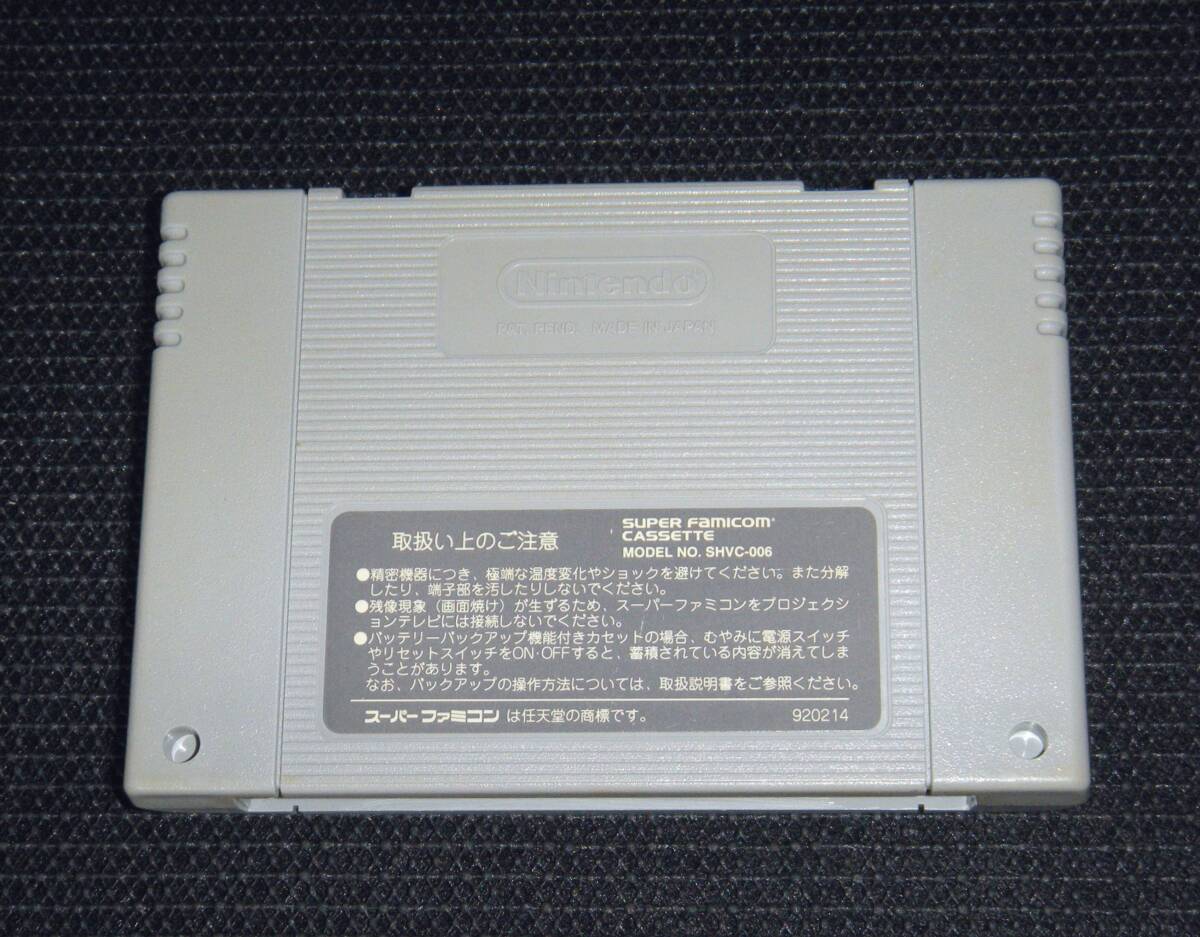 Nintendo®
PAT. PEND. MADE IN JAPAN
取扱い上のご注意
SUPER FAMICOM®
CASSETTE
MODEL NO. SHVC-006
●精密機器につき、極端な温度変化やショックを避けてください。また分解
したり、端子部を汚したりしないでください。
●残像現象（画面焼け）が生ずるため、スーパーファミコンをプロジェクシ
ョンテレビには接続しないでください。
●バッテリーバックアップ機能付きカセットの場合、むやみに電源スイッチ
やリセットスイッチをON·OFFすると、蓄積されている内容が消えてしま
うことがあります。
なお、バックアップの操作方法については、取扱説明書をご参照ください。
スーパーファミコン は任天堂の商標です。 920214